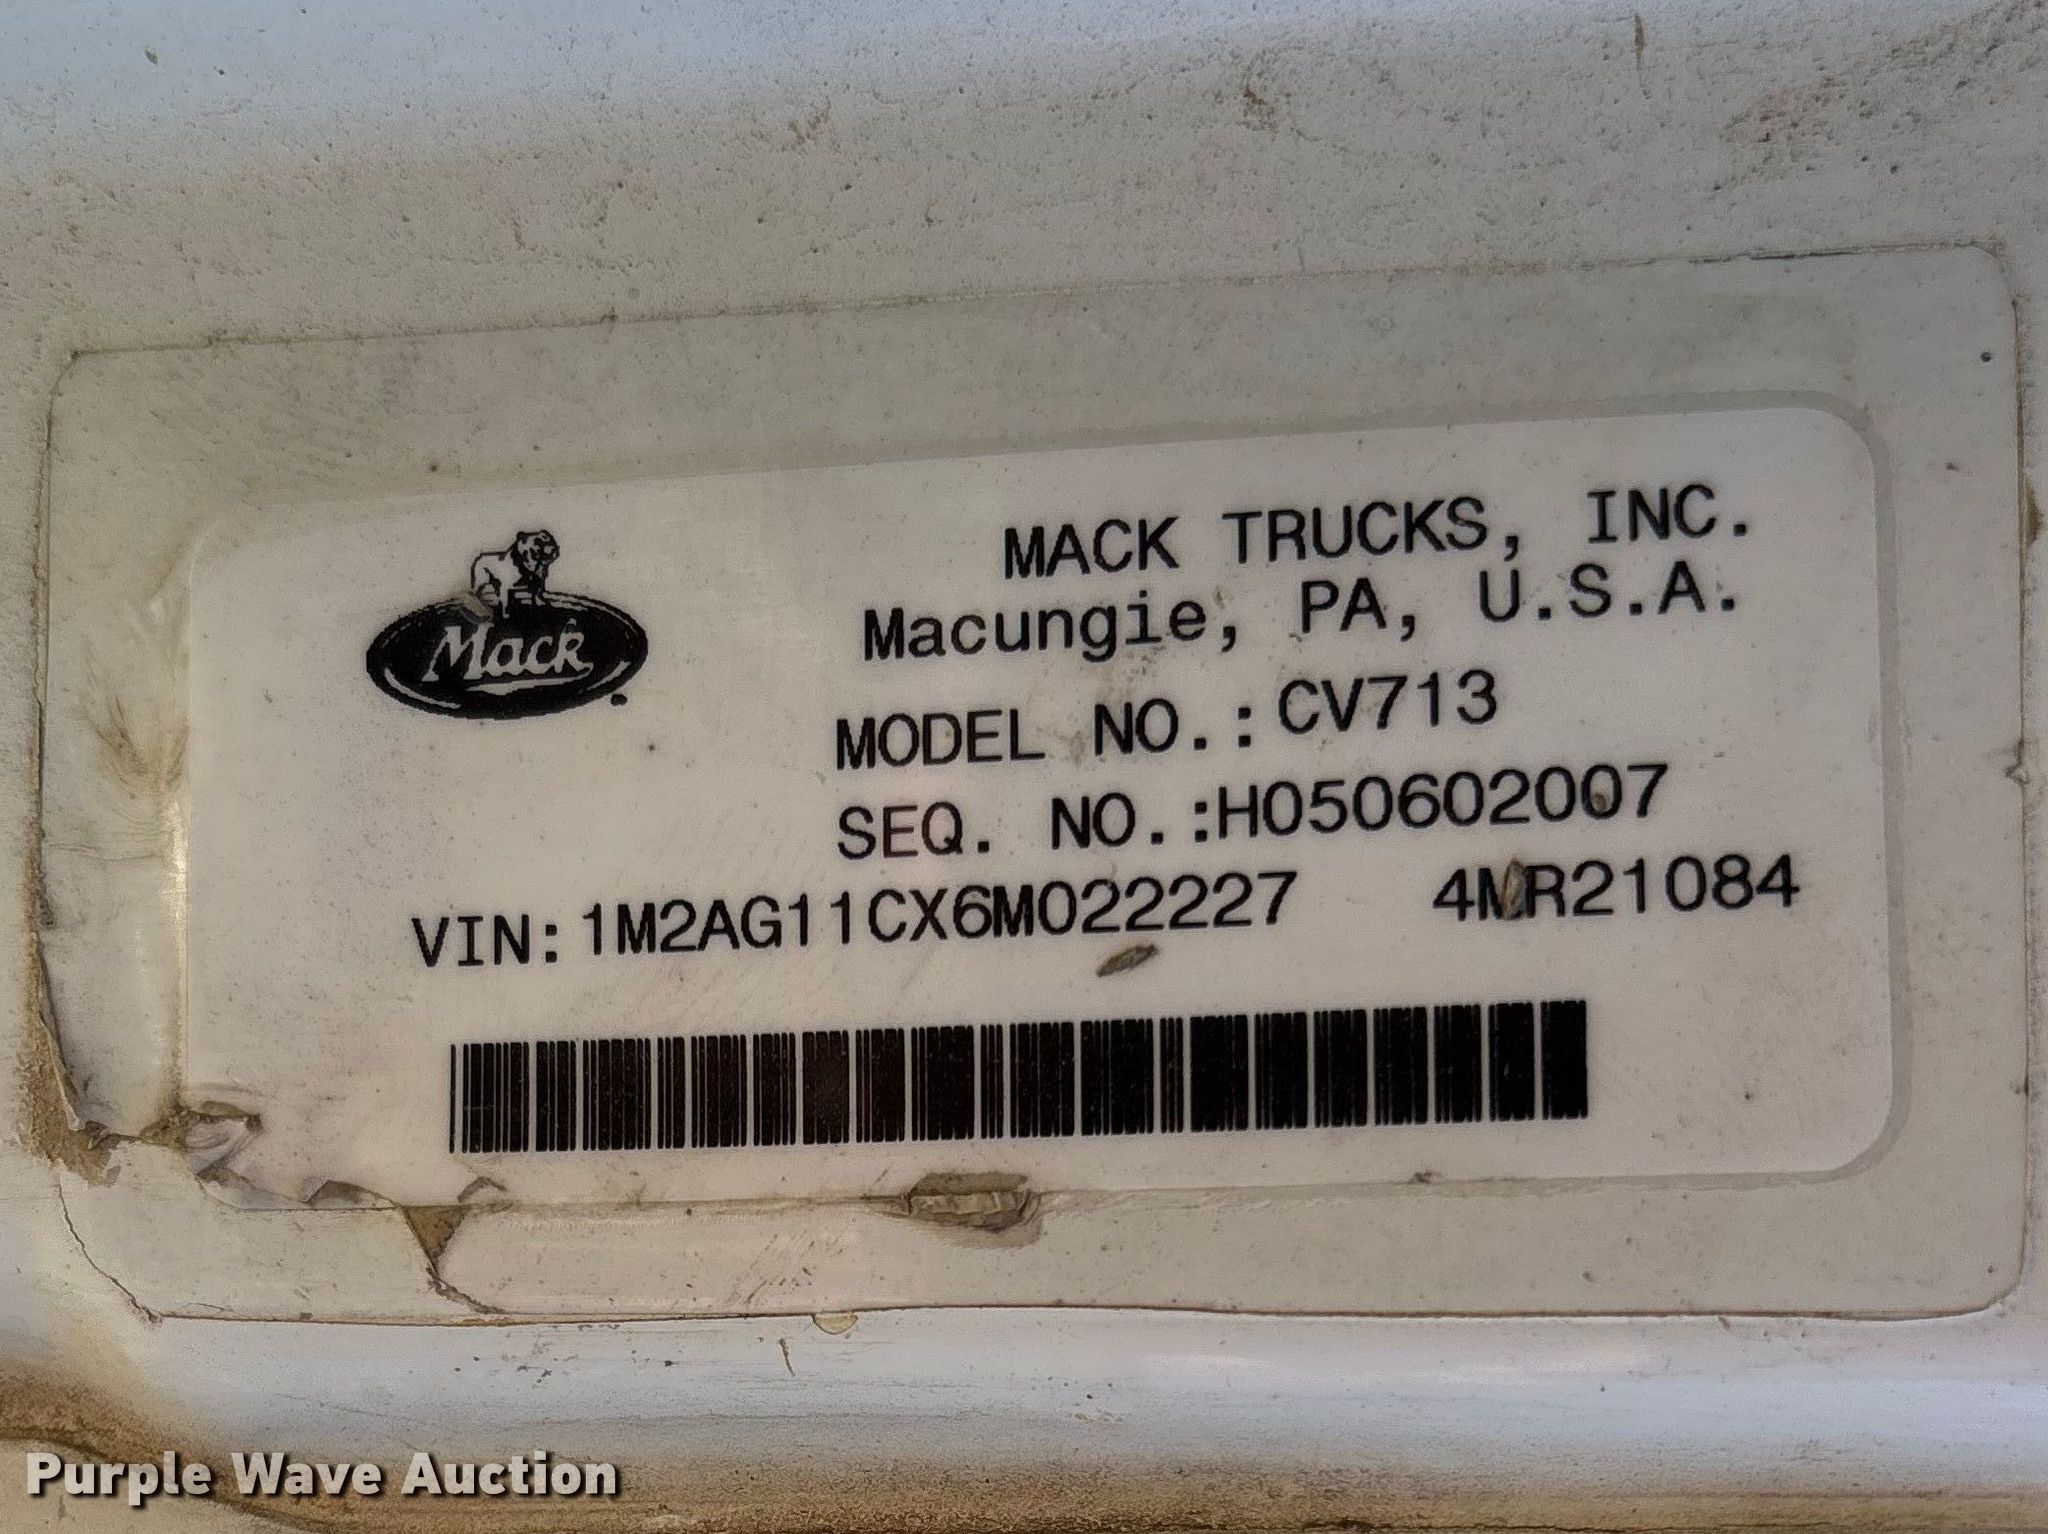 Mack
MACK TRUCKS, INC.
Macungie, PA, U.S.A.
MODEL NO.:CV713
SEQ. NO.:H050602007
VIN:1M2AG11CX6M022227 4MR21084
Purple Wave Auction